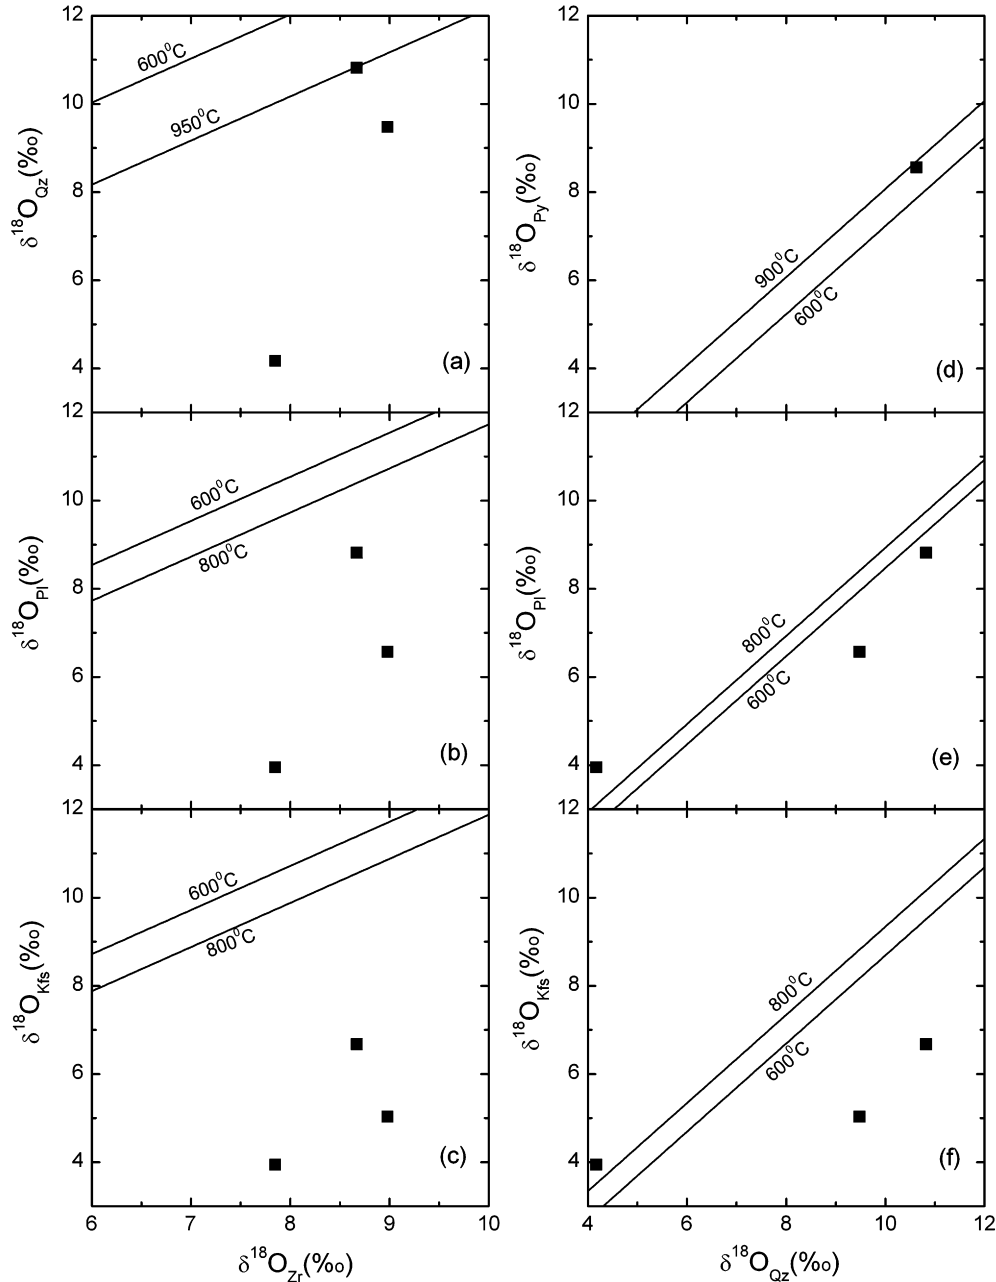 12
10
8
6
4
δ¹⁸O_Qz(‰)
600⁰C
950⁰C
(a)
12
10
8
6
4
δ¹⁸O_Py(‰)
900⁰C
600⁰C
(d)
12
10
8
6
4
δ¹⁸O_Pl(‰)
600⁰C
800⁰C
(b)
12
10
8
6
4
δ¹⁸O_Pl(‰)
800⁰C
600⁰C
(e)
12
10
8
6
4
δ¹⁸O_Kfs(‰)
600⁰C
800⁰C
(c)
6 7 8 9 10
δ¹⁸O_Zr(‰)
12
10
8
6
4
δ¹⁸O_Kfs(‰)
800⁰C
600⁰C
(f)
4 6 8 10 12
δ¹⁸O_Qz(‰)